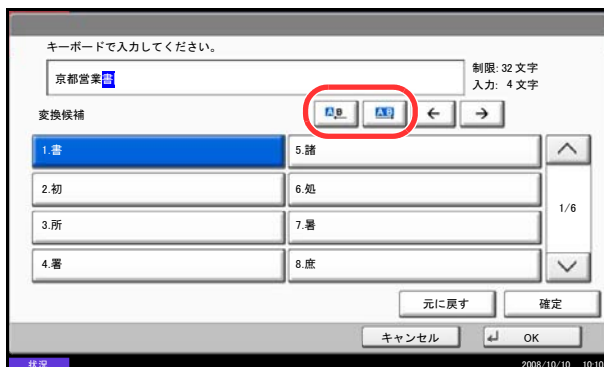 キーボードで入力してください。
京都営業書
制限: 32 文字
入力: 4 文字
変換候補
A B
A B
← →
1.書
5.諸
2.初
6.処
3.所
7.暑
4.署
8.庶
1/6
元に戻す
確定
キャンセル
OK
状況
2008/10/10 10:10